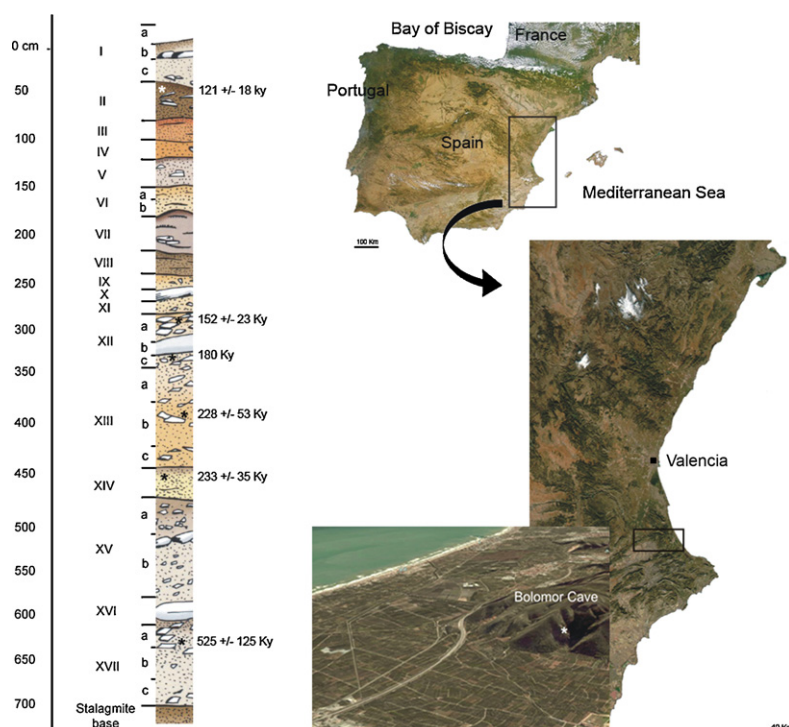 0 cm
50
100
150
200
250
300
350
400
450
500
550
600
650
700
I
II
III
IV
V
VI
VII
VIII
IX
X
XI
XII
XIII
XIV
XV
XVI
XVII
Stalagmite
base
a
b
c
a
b
a
b
c
a
b
c
a
b
a
b
c
*
121 +/- 18 ky
*
152 +/- 23 Ky
*
180 Ky
*
228 +/- 53 Ky
*
233 +/- 35 Ky
*
525 +/- 125 Ky
Bay of Biscay
France
Portugal
Spain
Mediterranean Sea
100 Km
Valencia
Bolomor Cave
*